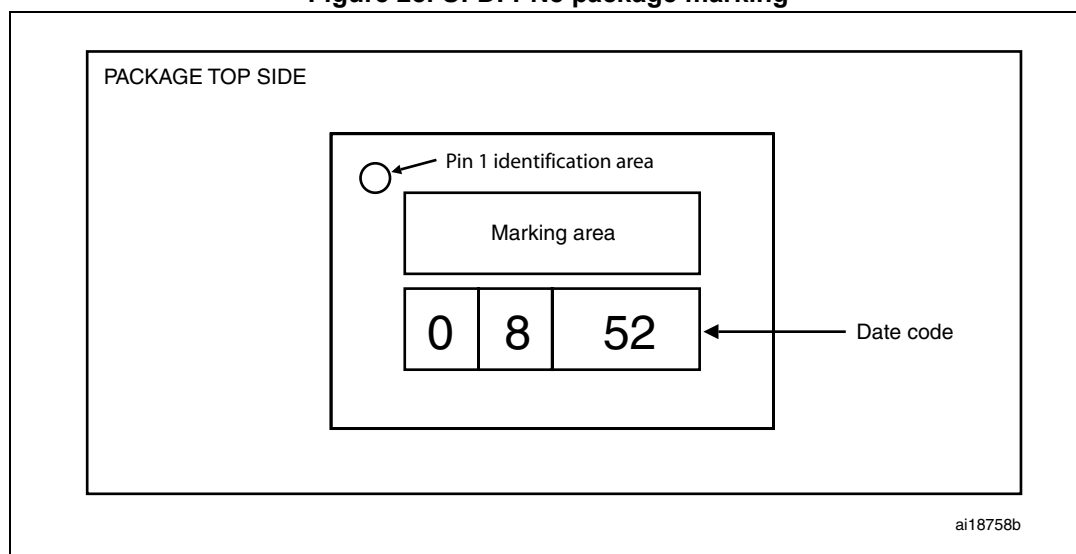 PACKAGE TOP SIDE
Pin 1 identification area
Marking area
0 8 52
Date code
ai18758b